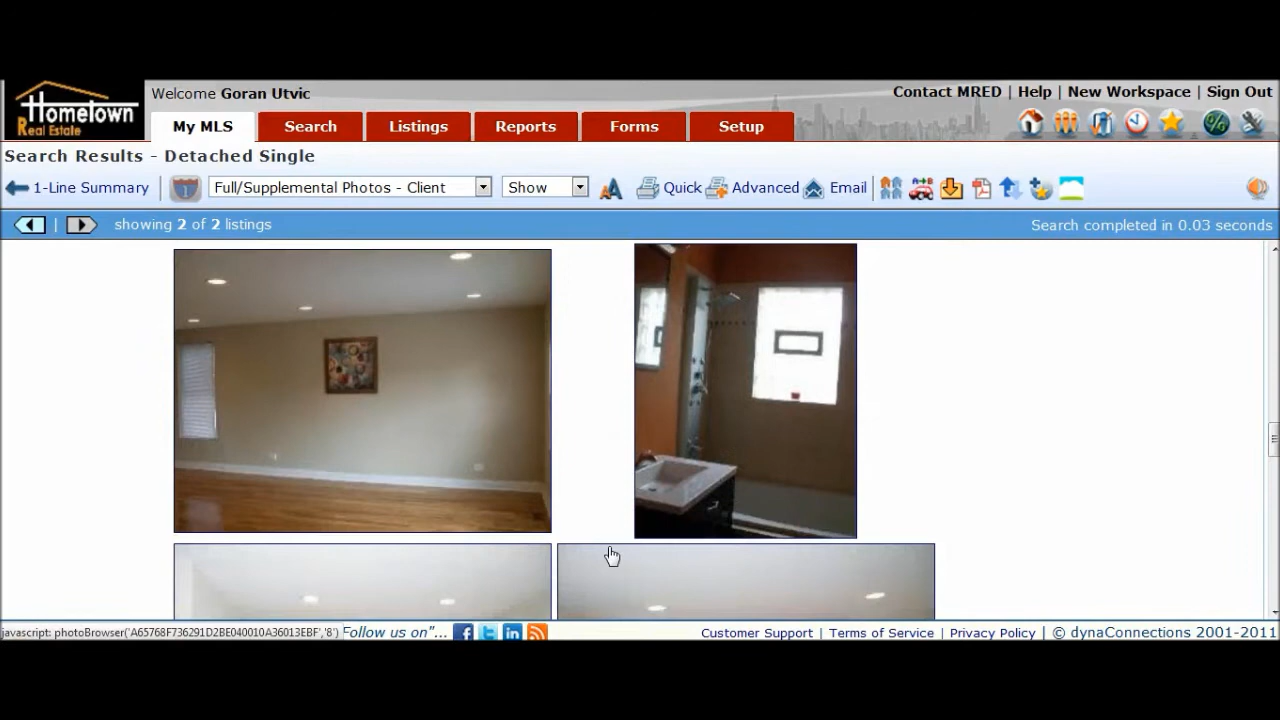 Hometown
Real Estate
Welcome Goran Utvic
Contact MRED | Help | New Workspace | Sign Out
My MLS
Search
Listings
Reports
Forms
Setup
Search Results - Detached Single
1-Line Summary
1
Full/Supplemental Photos - Client
Show
AA
Quick
Advanced
Email
showing 2 of 2 listings
Search completed in 0.03 seconds
javascript: photoBrowser('A65768F736291D2BE040010A36013EBF','8')
Follow us on"...
Customer Support | Terms of Service | Privacy Policy | © dynaConnections 2001-2011